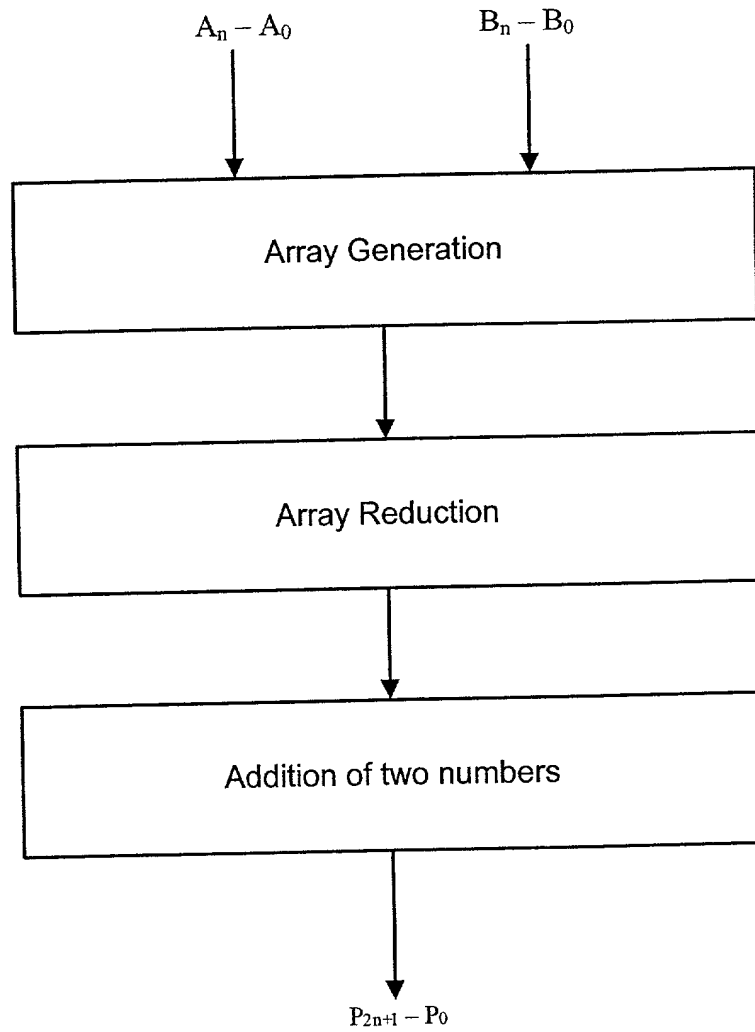 Aₙ – A₀
Bₙ – B₀
Array Generation
Array Reduction
Addition of two numbers
P₂ₙ₊₁ – P₀